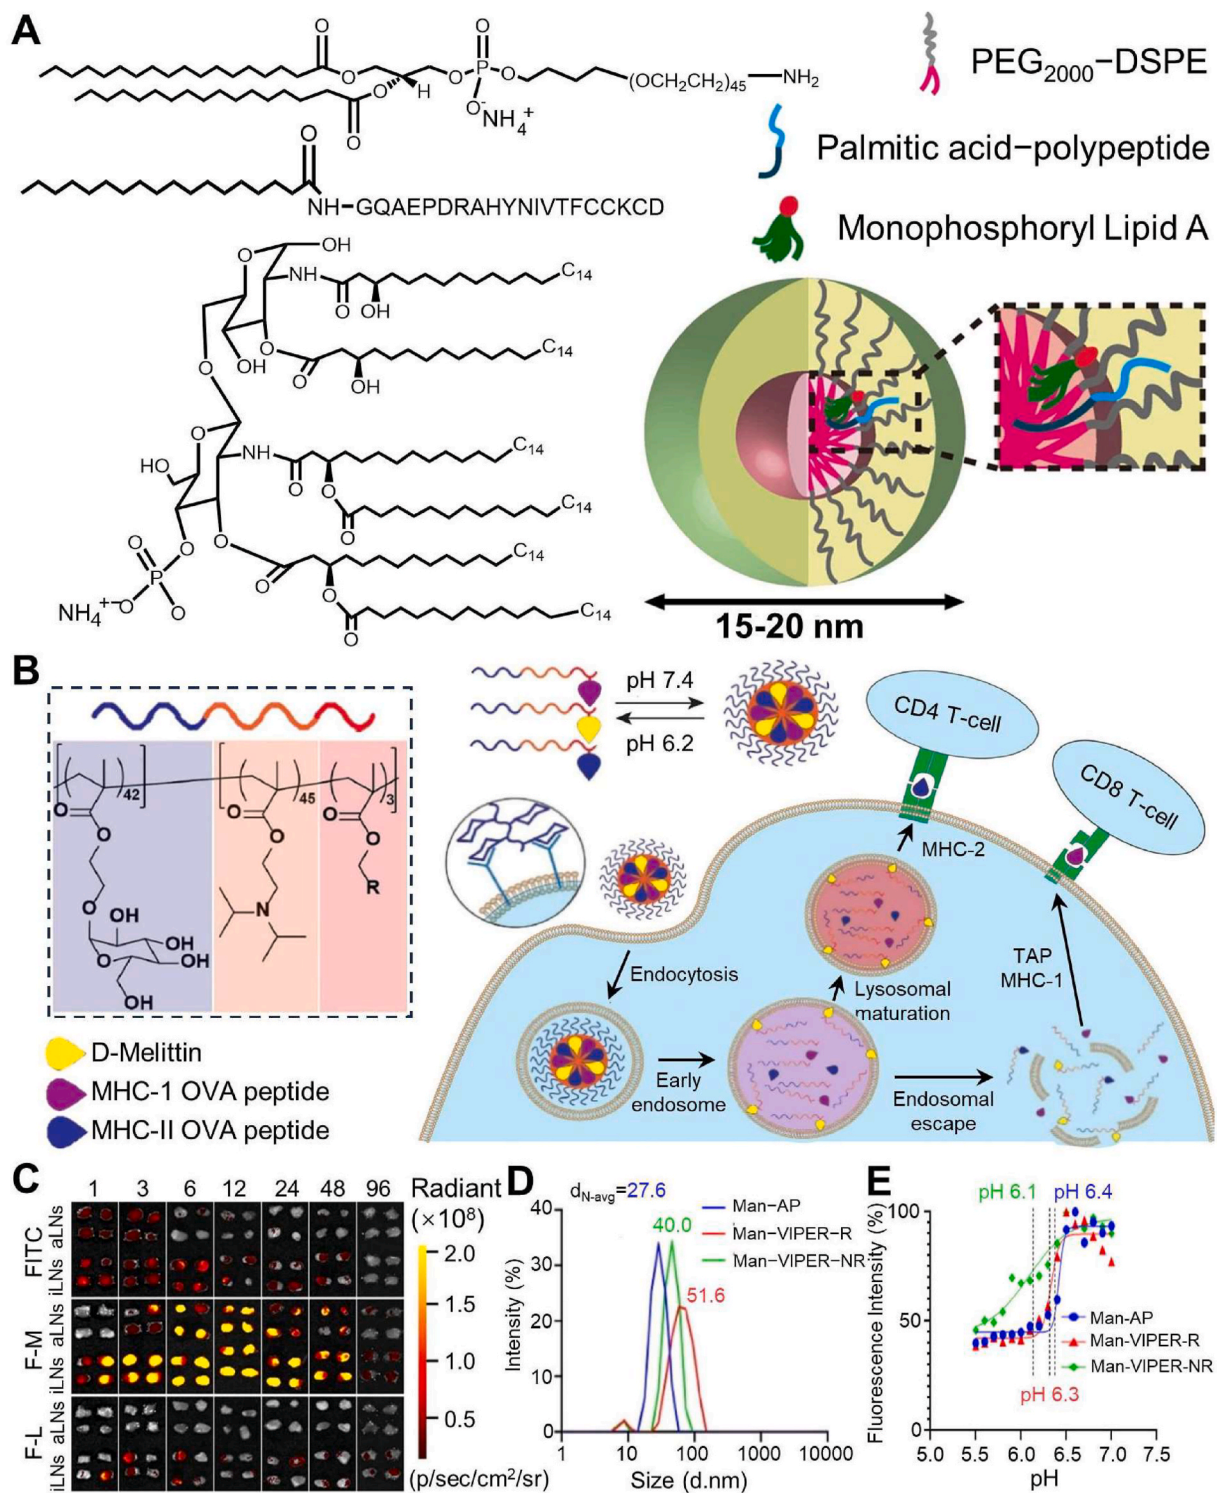 A
O
O
O
P
O
(OCH₂CH₂)₄₅
NH₂
O
H
O⁻
NH₄⁺
O
O
NH
GQAEPDRAHYNIVTFCCKCD
PEG₂₀₀₀−DSPE
Palmitic acid−polypeptide
Monophosphoryl Lipid A
OH
O
NH
C₁₄
O
OH
O
OH
C₁₄
O
OH
O
O
HO
NH
C₁₄
O
O
C₁₄
O
O
O
C₁₄
O
P
O
O
NH₄⁺⁻O
O
C₁₄
O
15-20 nm
B
42
45
3
O
O
O
O
O
O
O
R
N
OH
OH
O
OH
OH
D-Melittin
MHC-1 OVA peptide
MHC-II OVA peptide
pH 7.4
pH 6.2
CD4 T-cell
CD8 T-cell
MHC-2
TAP
MHC-1
Endocytosis
Lysosomal
maturation
Early
endosome
Endosomal
escape
C
1 3 6 12 24 48 96
Radiant
(×10⁸)
FITC
aLNs
iLNs
F-M
aLNs
iLNs
F-L
aLNs
iLNs
2.0
1.5
1.0
0.5
(p/sec/cm²/sr)
D
dN-avg=27.6
40.0
51.6
Man−AP
Man−VIPER−R
Man−VIPER−NR
Intensity (%)
40
30
20
10
0
1 10 100 1000 10000
Size (d.nm)
E
pH 6.1
pH 6.4
pH 6.3
Man-AP
Man-VIPER-R
Man-VIPER-NR
Fluorescence Intensity (%)
100
50
0
5.0 5.5 6.0 6.5 7.0 7.5
pH